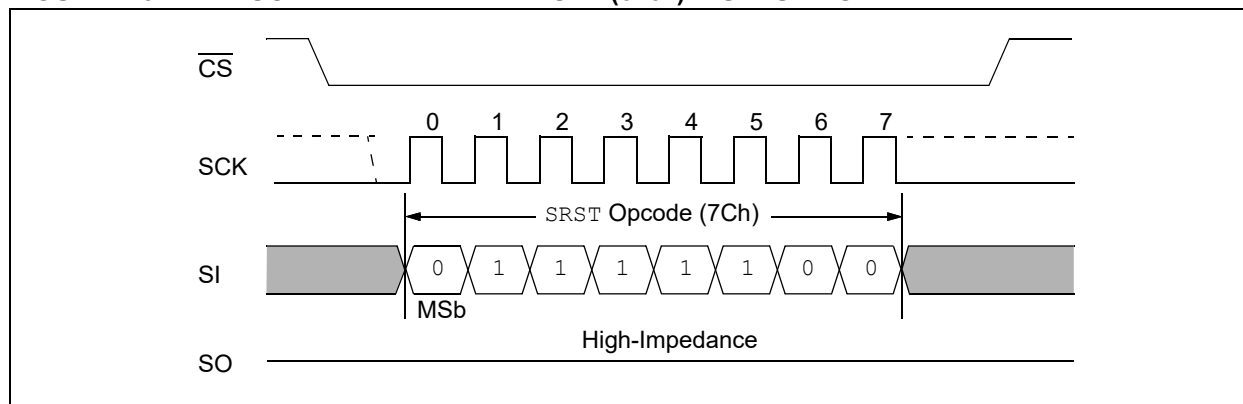 CS
0 1 2 3 4 5 6 7
SCK
SRST Opcode (7Ch)
SI 0 1 1 1 1 1 0 0
MSb
High-Impedance
SO